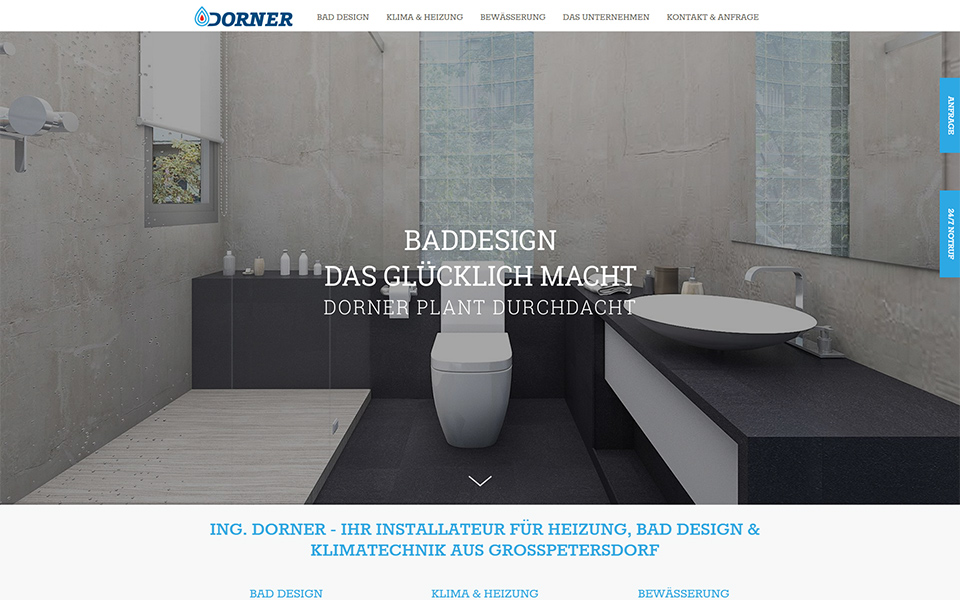 DORNER
BAD DESIGN KLIMA & HEIZUNG BEWÄSSERUNG DAS UNTERNEHMEN KONTAKT & ANFRAGE
ANFRAGE
24/7 NOTRUF
BADDESIGN
DAS GLÜCKLICH MACHT
DORNER PLANT DURCHDACHT
ING. DORNER - IHR INSTALLATEUR FÜR HEIZUNG, BAD DESIGN &
KLIMATECHNIK AUS GROSSPETERSDORF
BAD DESIGN KLIMA & HEIZUNG BEWÄSSERUNG